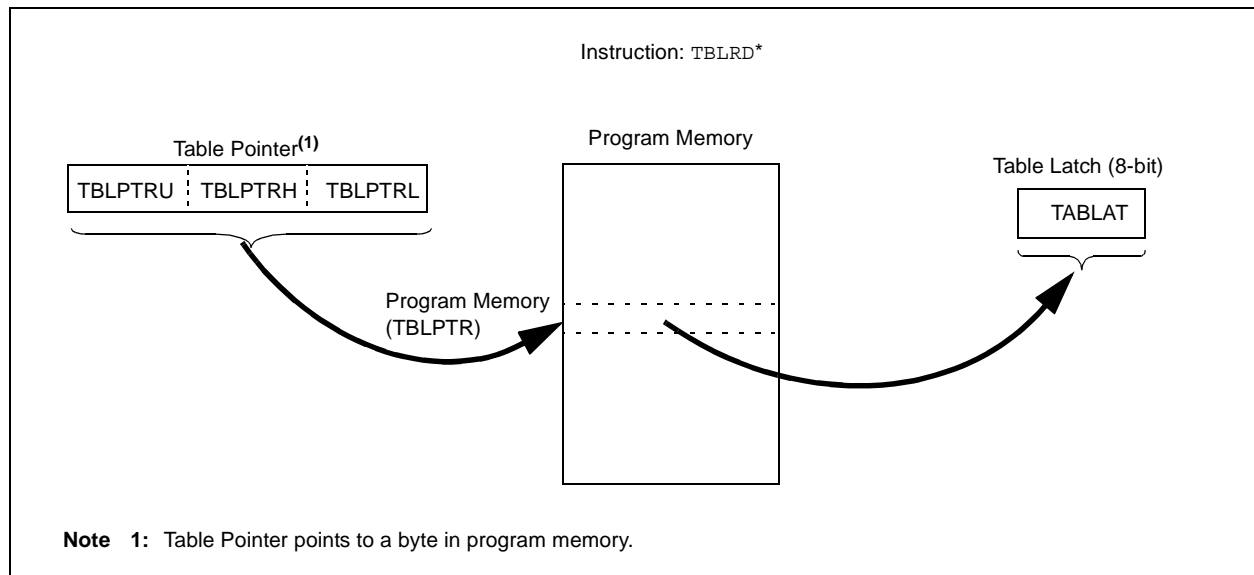 Instruction: TBLRD*
Table Pointer(1)
TBLPTRU TBLPTRH TBLPTRL
Program Memory
Table Latch (8-bit)
TABLAT
Program Memory
(TBLPTR)
Note 1: Table Pointer points to a byte in program memory.